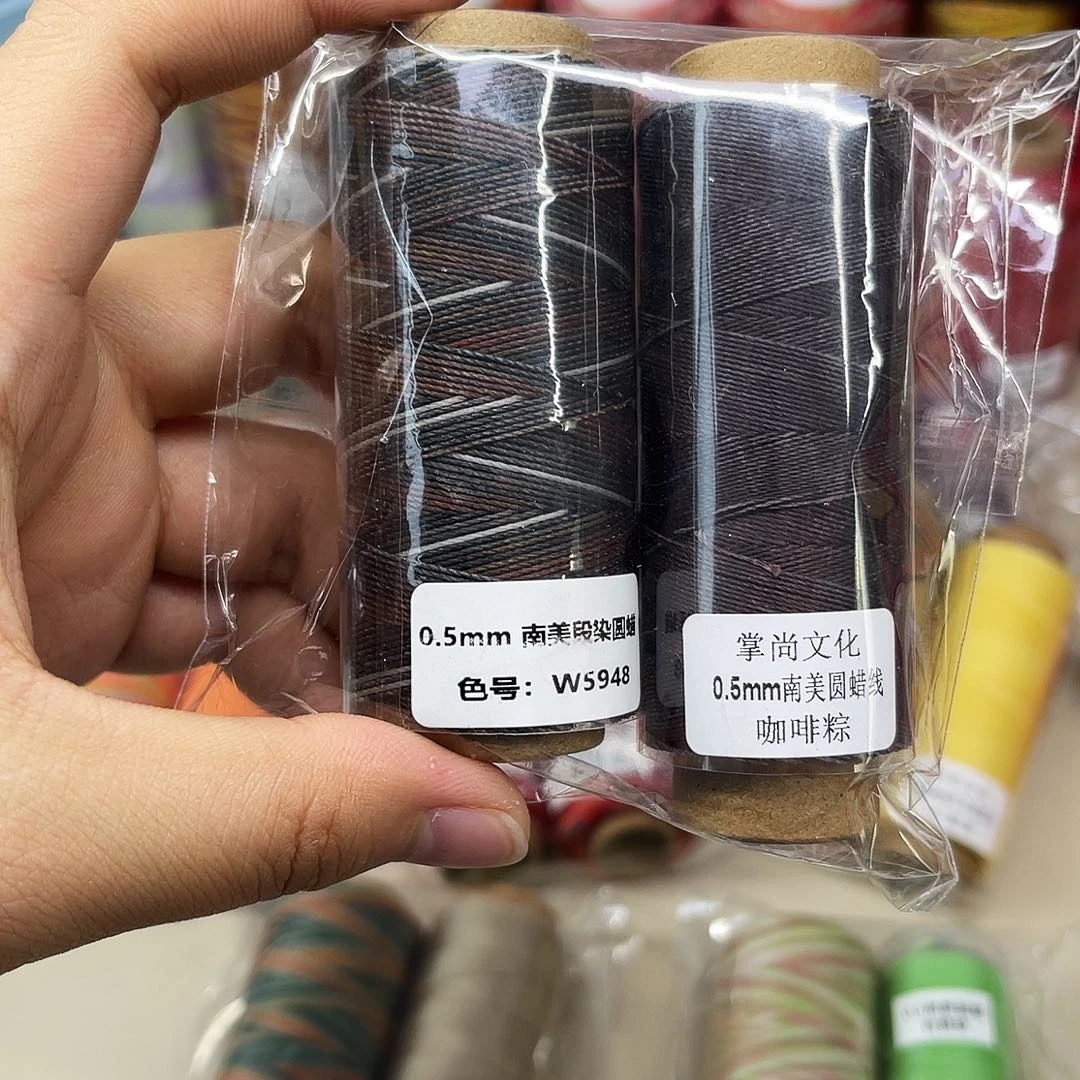 0.5mm 南美段染圆蜡
色号： W5948
掌尚文化
0.5mm南美圆蜡线
咖啡粽